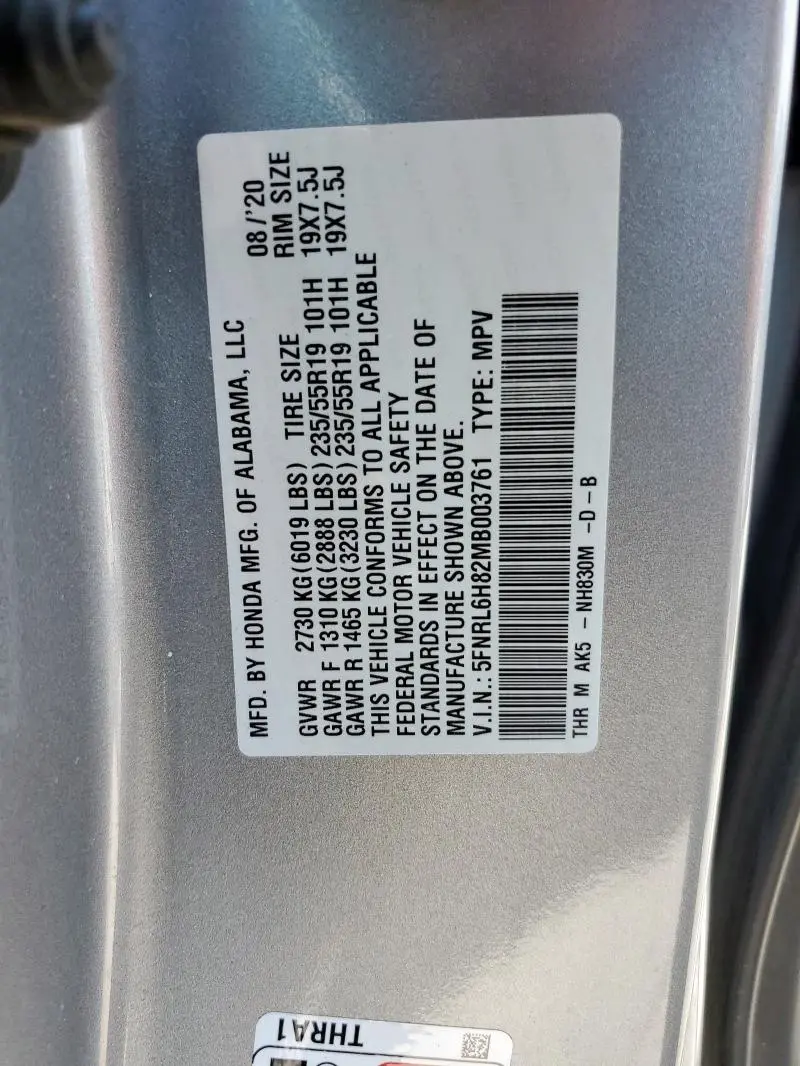 MFD. BY HONDA MFG. OF ALABAMA, LLC
08/'20
GVWR 2730 KG(6019 LBS) TIRE SIZE RIM SIZE
GAWR F 1310 KG(2888 LBS) 235/55R19 101H 19X7.5J
GAWR R 1465 KG(3230 LBS) 235/55R19 101H 19X7.5J
THIS VEHICLE CONFORMS TO ALL APPLICABLE
FEDERAL MOTOR VEHICLE SAFETY
STANDARDS IN EFFECT ON THE DATE OF
MANUFACTURE SHOWN ABOVE.
V.I.N.: 5FNRL6H82MB003761 TYPE: MPV
THR M AK5 - NH830M -D-B
THRA1